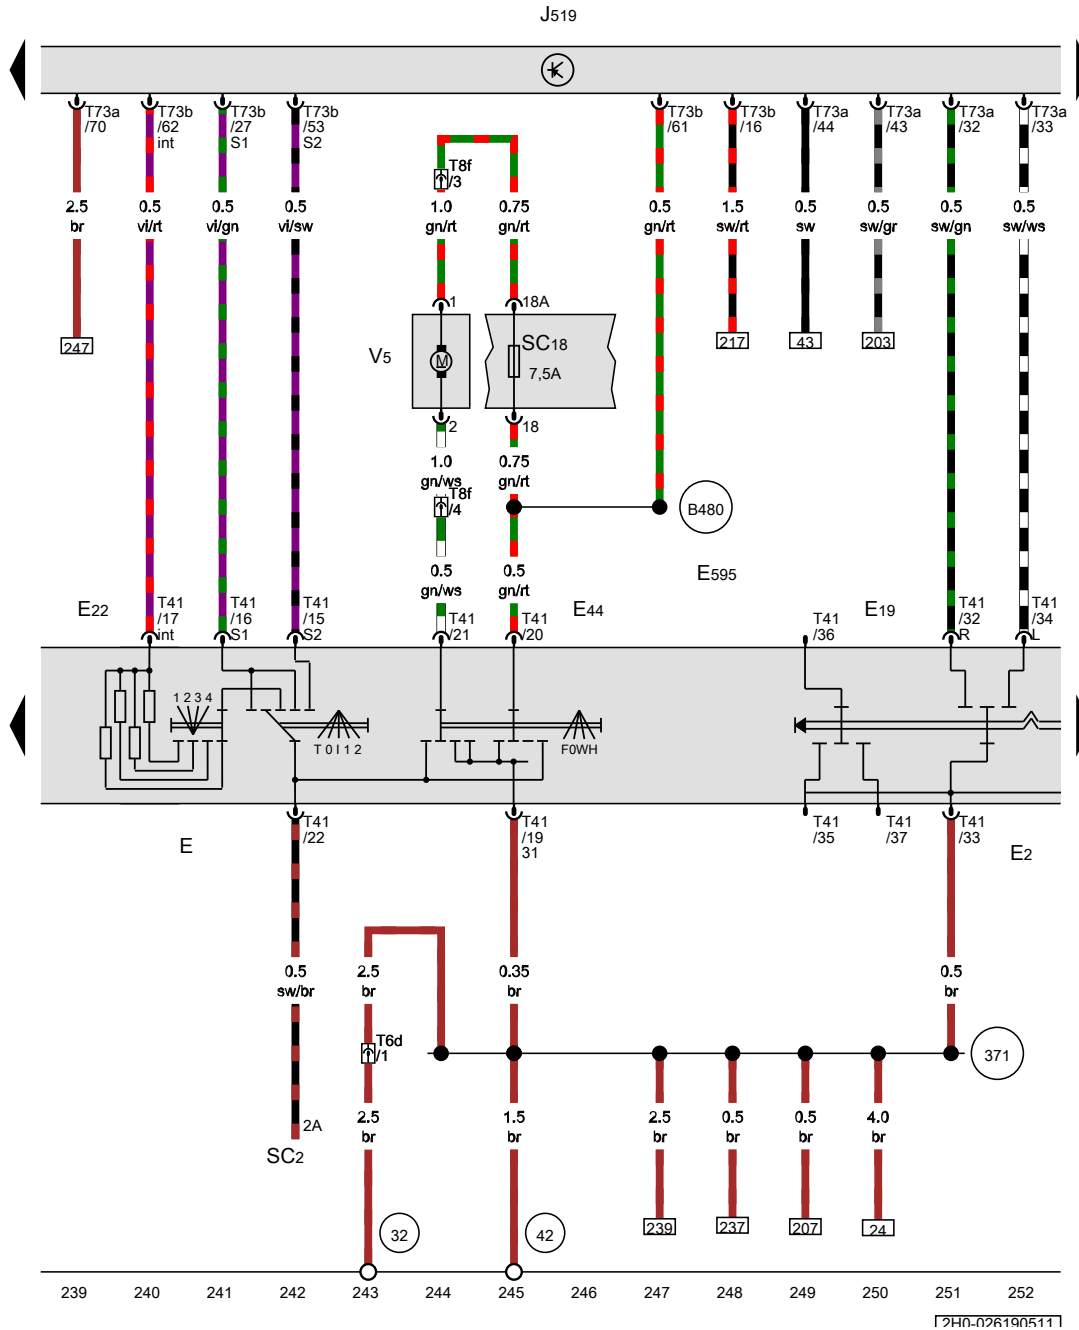 J519
T73a
/70
T73b
/62
int
T73b
/27
S1
T73b
/53
S2
T73b
/61
T73b
/16
T73a
/44
T73a
/43
T73a
/32
T73a
/33
T8f
/3
2.5
br
0.5
vi/rt
0.5
vi/gn
0.5
vi/sw
1.0
gn/rt
0.75
gn/rt
0.5
gn/rt
1.5
sw/rt
0.5
sw
0.5
sw/gr
0.5
sw/gn
0.5
sw/ws
1
18A
247
V5
M
SC18
7,5A
217
43
203
2
18
1.0
gn/ws
0.75
gn/rt
T8f
/4
B480
0.5
gn/ws
0.5
gn/rt
E595
E22
T41
/17
int
T41
/16
S1
T41
/15
S2
T41
/21
T41
/20
E44
T41
/36
E19
T41
/32
R
T41
/34
L
1 2 3 4
T 0 I 1 2
F0WH
E
T41
/22
T41
/19
31
T41
/35
T41
/37
T41
/33
E2
0.5
sw/br
2.5
br
0.35
br
0.5
br
T6d
/1
371
2A
SC2
2.5
br
1.5
br
2.5
br
0.5
br
0.5
br
4.0
br
32
42
239
237
207
24
239 240 241 242 243 244 245 246 247 248 249 250 251 252
2H0-026190511